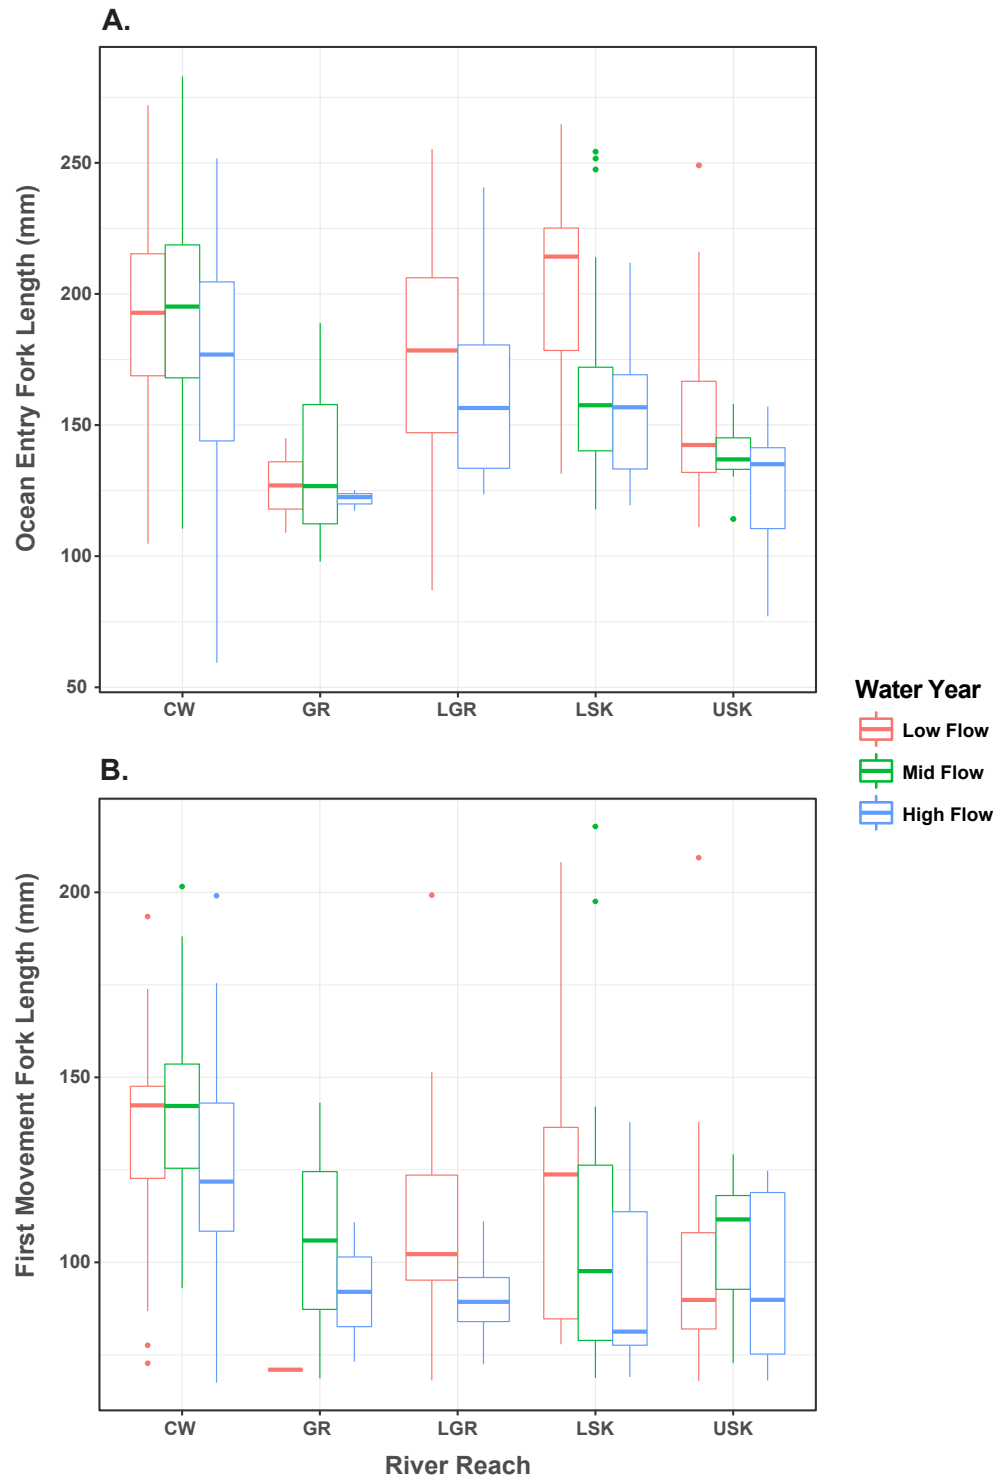 A.
Ocean Entry Fork Length (mm)
250
200
150
100
50
CW GR LGR LSK USK
Water Year
Low Flow
Mid Flow
High Flow
B.
First Movement Fork Length (mm)
200
150
100
CW GR LGR LSK USK
River Reach